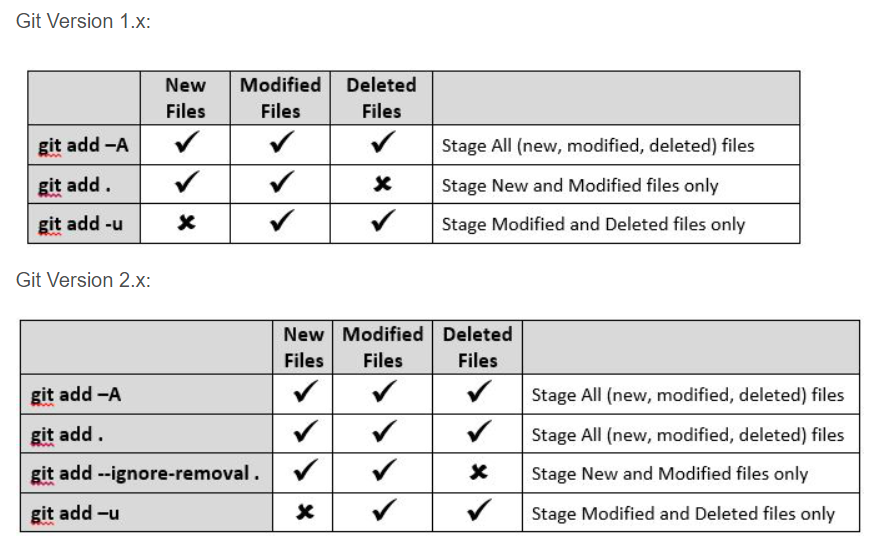 Git Version 1.x:
New Files Modified Files Deleted Files
git add –A ✓ ✓ ✓ Stage All (new, modified, deleted) files
git add . ✓ ✓ ✗ Stage New and Modified files only
git add -u ✗ ✓ ✓ Stage Modified and Deleted files only
Git Version 2.x:
New Files Modified Files Deleted Files
git add –A ✓ ✓ ✓ Stage All (new, modified, deleted) files
git add . ✓ ✓ ✓ Stage All (new, modified, deleted) files
git add --ignore-removal . ✓ ✓ ✗ Stage New and Modified files only
git add –u ✗ ✓ ✓ Stage Modified and Deleted files only